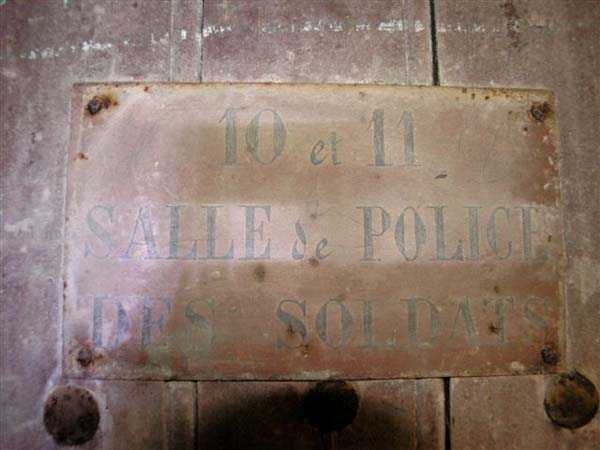 10 et 11
SALLE de POLICE
DES SOLDATS